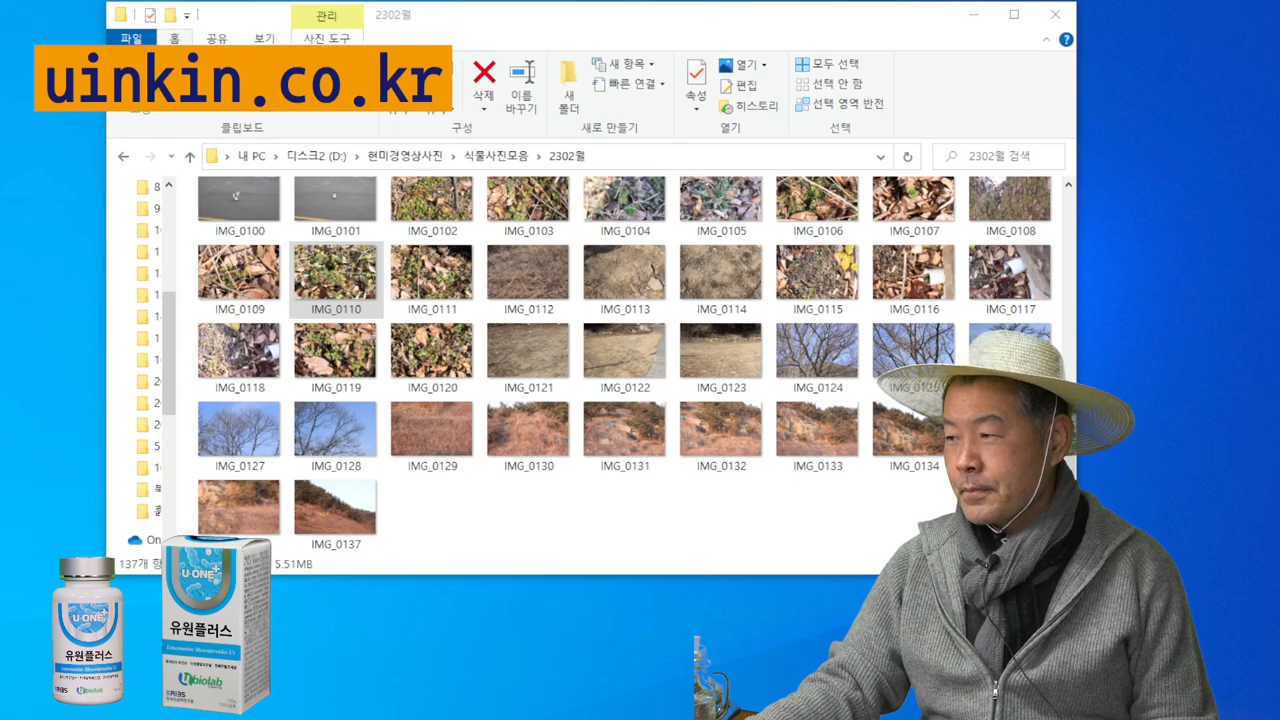 관리
2302월
파일
홈
공유
보기
사진 도구
uinkin.co.kr
삭제
이름
바꾸기
새
폴더
새 항목
빠른 연결
속성
열기
편집
히스토리
모두 선택
선택 안 함
선택 영역 반전
클립보드
구성
새로 만들기
열기
선택
내 PC > 디스크2 (D:) > 현미경영상사진 > 식물사진모음 > 2302월
2302월 검색
IMG_0100 IMG_0101 IMG_0102 IMG_0103 IMG_0104 IMG_0105 IMG_0106 IMG_0107 IMG_0108
IMG_0109 IMG_0110 IMG_0111 IMG_0112 IMG_0113 IMG_0114 IMG_0115 IMG_0116 IMG_0117
IMG_0118 IMG_0119 IMG_0120 IMG_0121 IMG_0122 IMG_0123 IMG_0124
IMG_0127 IMG_0128 IMG_0129 IMG_0130 IMG_0131 IMG_0132 IMG_0133 IMG_0134
IMG_0137
137개
5.51MB
U·ONE+
유원플러스
Leuconostoc Mesenteroides U1
Ubiolab
U·ONE+
유원플러스
Ubiolab